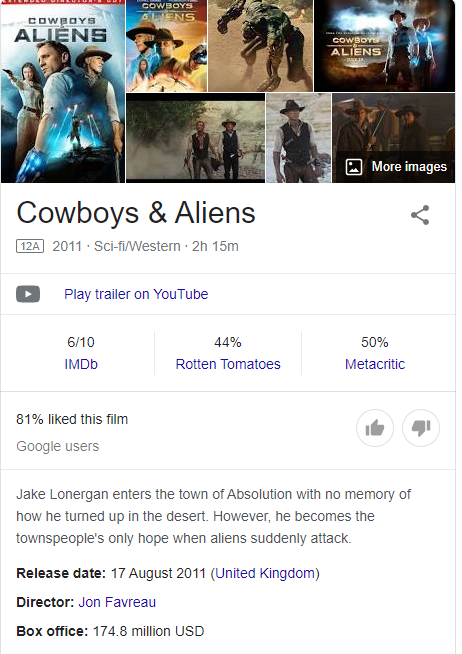 EXTENDED DIRECTOR'S CUT
COWBOYS
& ALIENS
COWBOYS
& ALIENS
COWBOYS
& ALIENS
More images
Cowboys & Aliens
12A 2011 · Sci-fi/Western · 2h 15m
Play trailer on YouTube
6/10 44% 50%
IMDb Rotten Tomatoes Metacritic
81% liked this film
Google users
Jake Lonergan enters the town of Absolution with no memory of
how he turned up in the desert. However, he becomes the
townspeople's only hope when aliens suddenly attack.
Release date: 17 August 2011 (United Kingdom)
Director: Jon Favreau
Box office: 174.8 million USD